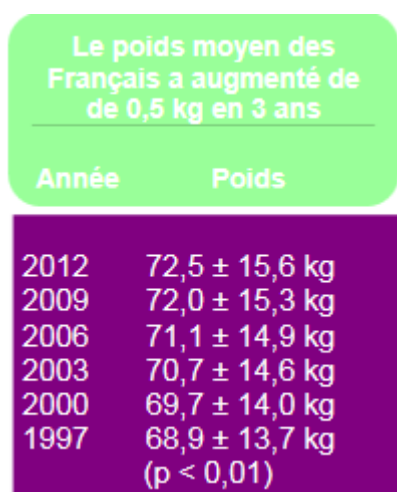 Le poids moyen des
Français a augmenté de
de 0,5 kg en 3 ans
Année Poids
2012 72,5 ± 15,6 kg
2009 72,0 ± 15,3 kg
2006 71,1 ± 14,9 kg
2003 70,7 ± 14,6 kg
2000 69,7 ± 14,0 kg
1997 68,9 ± 13,7 kg
(p < 0,01)